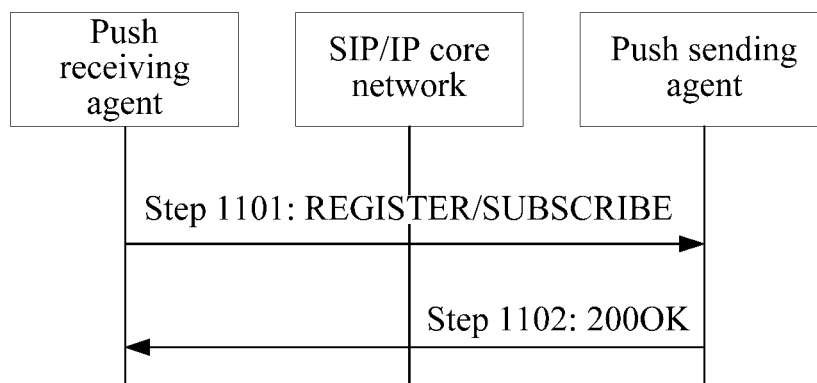 Push
receiving
agent
SIP/IP core
network
Push sending
agent
Step 1101: REGISTER/SUBSCRIBE
Step 1102: 200OK